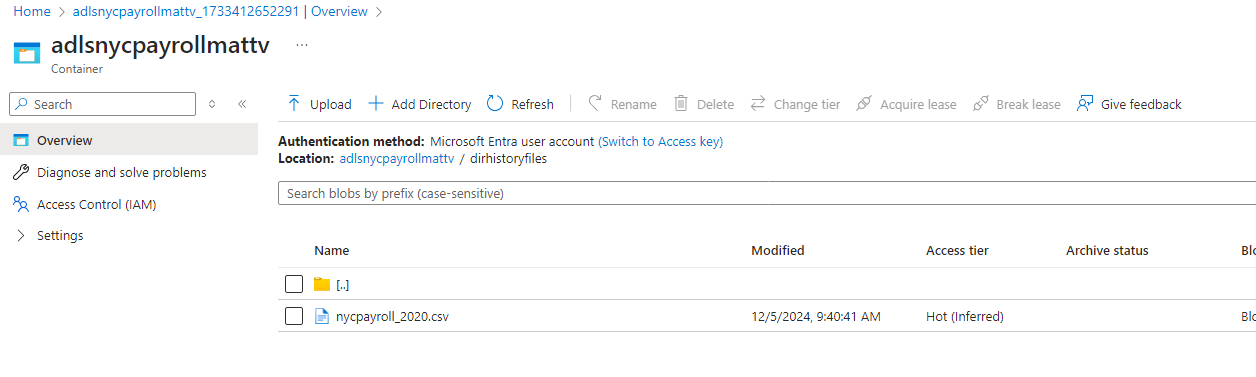 Home > adlsnycpayrollmattv_1733412652291 | Overview >
adlsnycpayrollmattv ...
Container
Search
Upload Add Directory Refresh Rename Delete Change tier Acquire lease Break lease Give feedback
Overview
Diagnose and solve problems
Access Control (IAM)
Settings
Authentication method: Microsoft Entra user account (Switch to Access key)
Location: adlsnycpayrollmattv / dirhistoryfiles
Search blobs by prefix (case-sensitive)
Name Modified Access tier Archive status Blo
[..]
nycpayroll_2020.csv 12/5/2024, 9:40:41 AM Hot (Inferred) Blo